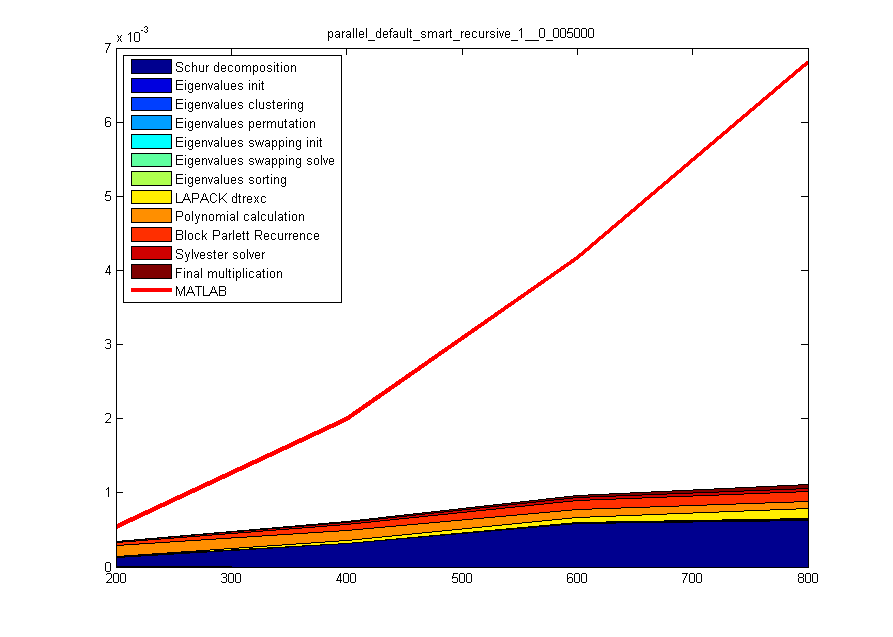 parallel_default_smart_recursive_1__0_005000
x 10^-3
7
6
5
4
3
2
1
0
Schur decomposition
Eigenvalues init
Eigenvalues clustering
Eigenvalues permutation
Eigenvalues swapping init
Eigenvalues swapping solve
Eigenvalues sorting
LAPACK dtrexc
Polynomial calculation
Block Parlett Recurrence
Sylvester solver
Final multiplication
MATLAB
200 300 400 500 600 700 800